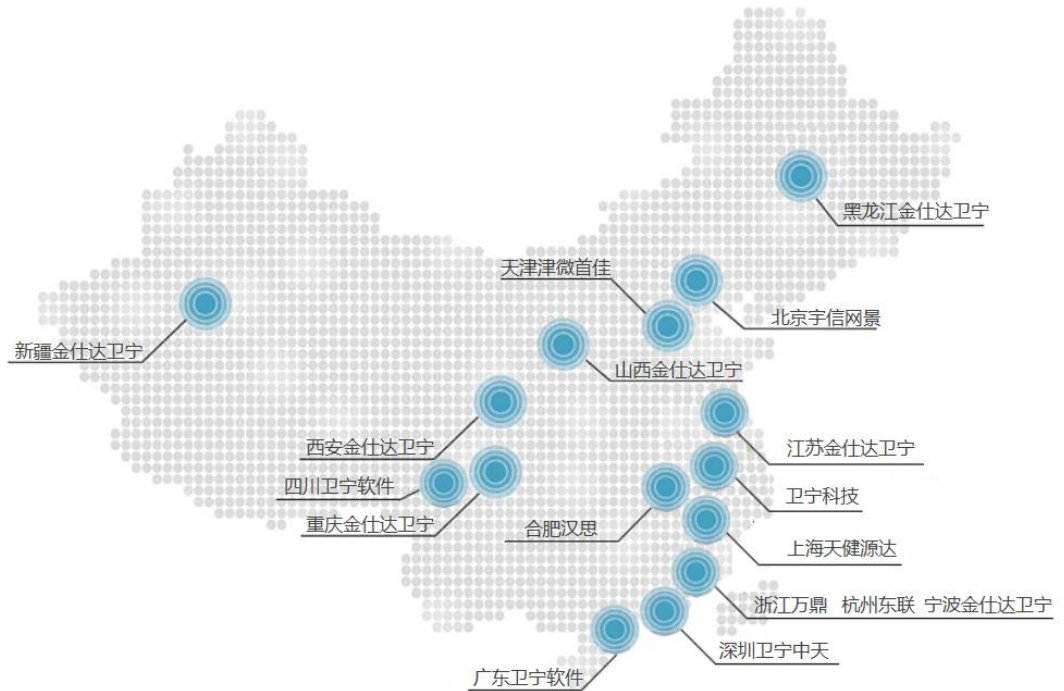 黑龙江金仕达卫宁
天津津微首佳
北京宇信网景
新疆金仕达卫宁
山西金仕达卫宁
西安金仕达卫宁
江苏金仕达卫宁
四川卫宁软件
卫宁科技
重庆金仕达卫宁
合肥汉思
上海天健源达
浙江万鼎 杭州东联 宁波金仕达卫宁
深圳卫宁中天
广东卫宁软件